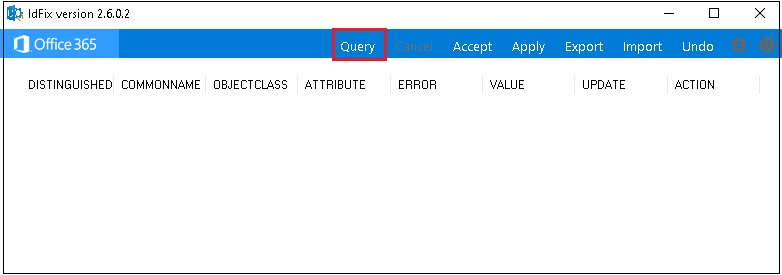 IdFix version 2.6.0.2
Office 365 Query Cancel Accept Apply Export Import Undo
DISTINGUISHED COMMONNAME OBJECTCLASS ATTRIBUTE ERROR VALUE UPDATE ACTION